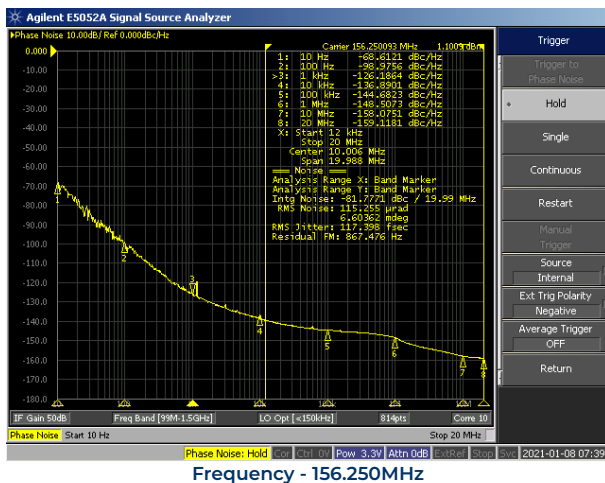 Agilent E5052A Signal Source Analyzer
▶Phase Noise 10.00dB/ Ref 0.000dBc/Hz
Carrier 156.250093 MHz 1.1009 dBm
0.000
-10.00
-20.00
-30.00
-40.00
-50.00
-60.00
-70.00
-80.00
-90.00
-100.0
-110.0
-120.0
-130.0
-140.0
-150.0
-160.0
-170.0
-180.0
1: 10 Hz -68.6121 dBc/Hz
2: 100 Hz -98.9756 dBc/Hz
>3: 1 kHz -126.1864 dBc/Hz
4: 10 kHz -136.8901 dBc/Hz
5: 100 kHz -144.6823 dBc/Hz
6: 1 MHz -148.5073 dBc/Hz
7: 10 MHz -158.0751 dBc/Hz
8: 20 MHz -159.1181 dBc/Hz
X: Start 12 kHz
Stop 20 MHz
Center 10.006 MHz
Span 19.988 MHz
=== Noise ===
Analysis Range X: Band Marker
Analysis Range Y: Band Marker
Intg Noise: -81.7771 dBc / 19.99 MHz
RMS Noise: 115.255 µrad
6.60362 mdeg
RMS Jitter: 117.398 fsec
Residual FM: 867.476 Hz
1
2
3
4
5
6
7
8
IF Gain 50dB Freq Band [99M-1.5GHz] LO Opt [<150kHz] 814pts Corre 10
Phase Noise Start 10 Hz Stop 20 MHz
Phase Noise: Hold Cor Ctrl 0V Pow 3.3V Attn 0dB ExtRef Stop Svc 2021-01-08 07:39
Trigger
Trigger to
Phase Noise
Hold
Single
Continuous
Restart
Manual
Trigger
Source
Internal
Ext Trig Polarity
Negative
Average Trigger
OFF
Return
Frequency - 156.250MHz